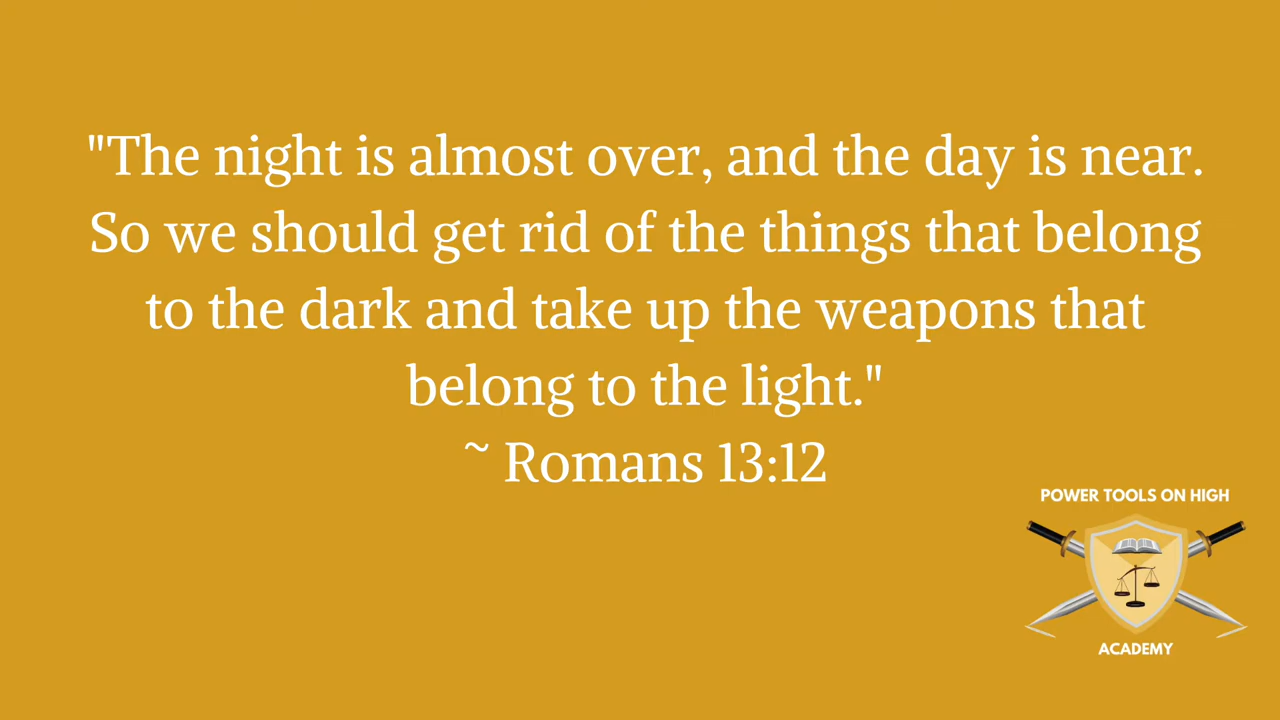 "The night is almost over, and the day is near.
So we should get rid of the things that belong
to the dark and take up the weapons that
belong to the light."
~ Romans 13:12
POWER TOOLS ON HIGH
ACADEMY